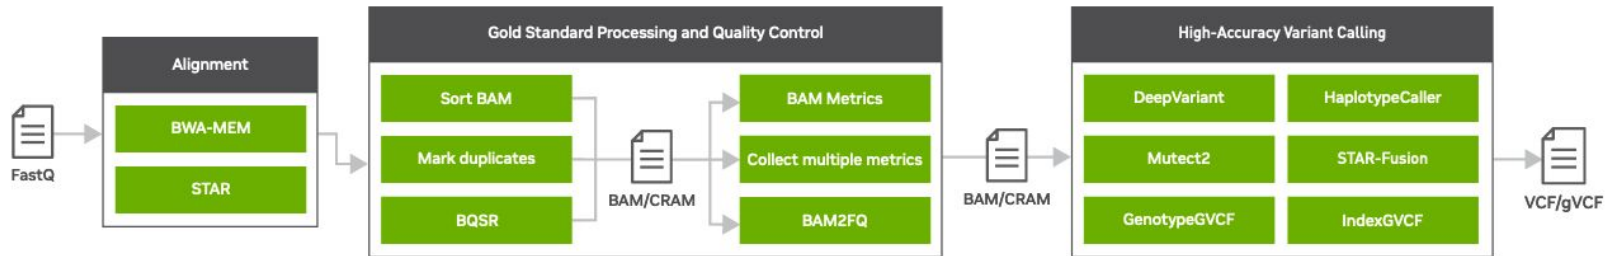 FastQ
Alignment
BWA-MEM
STAR
Gold Standard Processing and Quality Control
Sort BAM
Mark duplicates
BQSR
BAM/CRAM
BAM Metrics
Collect multiple metrics
BAM2FQ
BAM/CRAM
High-Accuracy Variant Calling
DeepVariant
HaplotypeCaller
Mutect2
STAR-Fusion
GenotypeGVCF
IndexGVCF
VCF/gVCF